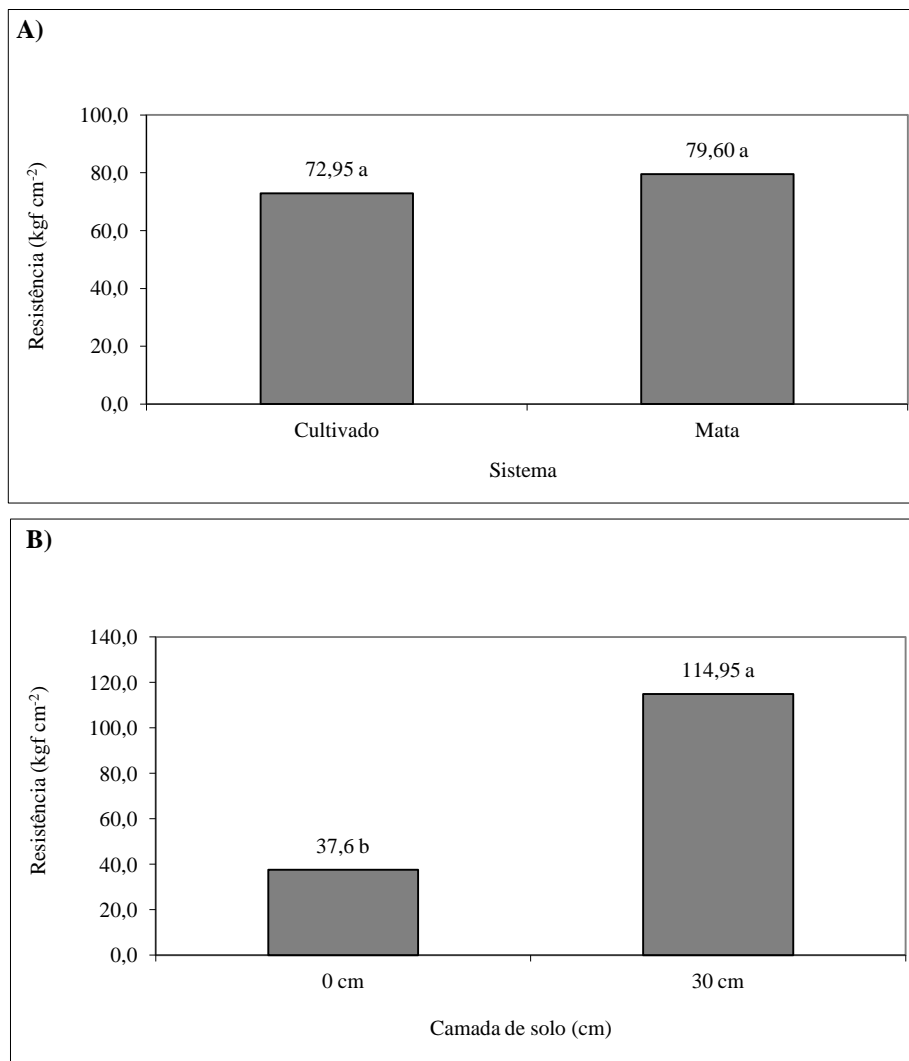 A)
Resistência (kgf cm-2)
100,0
80,0
60,0
40,0
20,0
0,0
72,95 a
79,60 a
Cultivado
Mata
Sistema
B)
Resistência (kgf cm-2)
140,0
120,0
100,0
80,0
60,0
40,0
20,0
0,0
37,6 b
114,95 a
0 cm
30 cm
Camada de solo (cm)